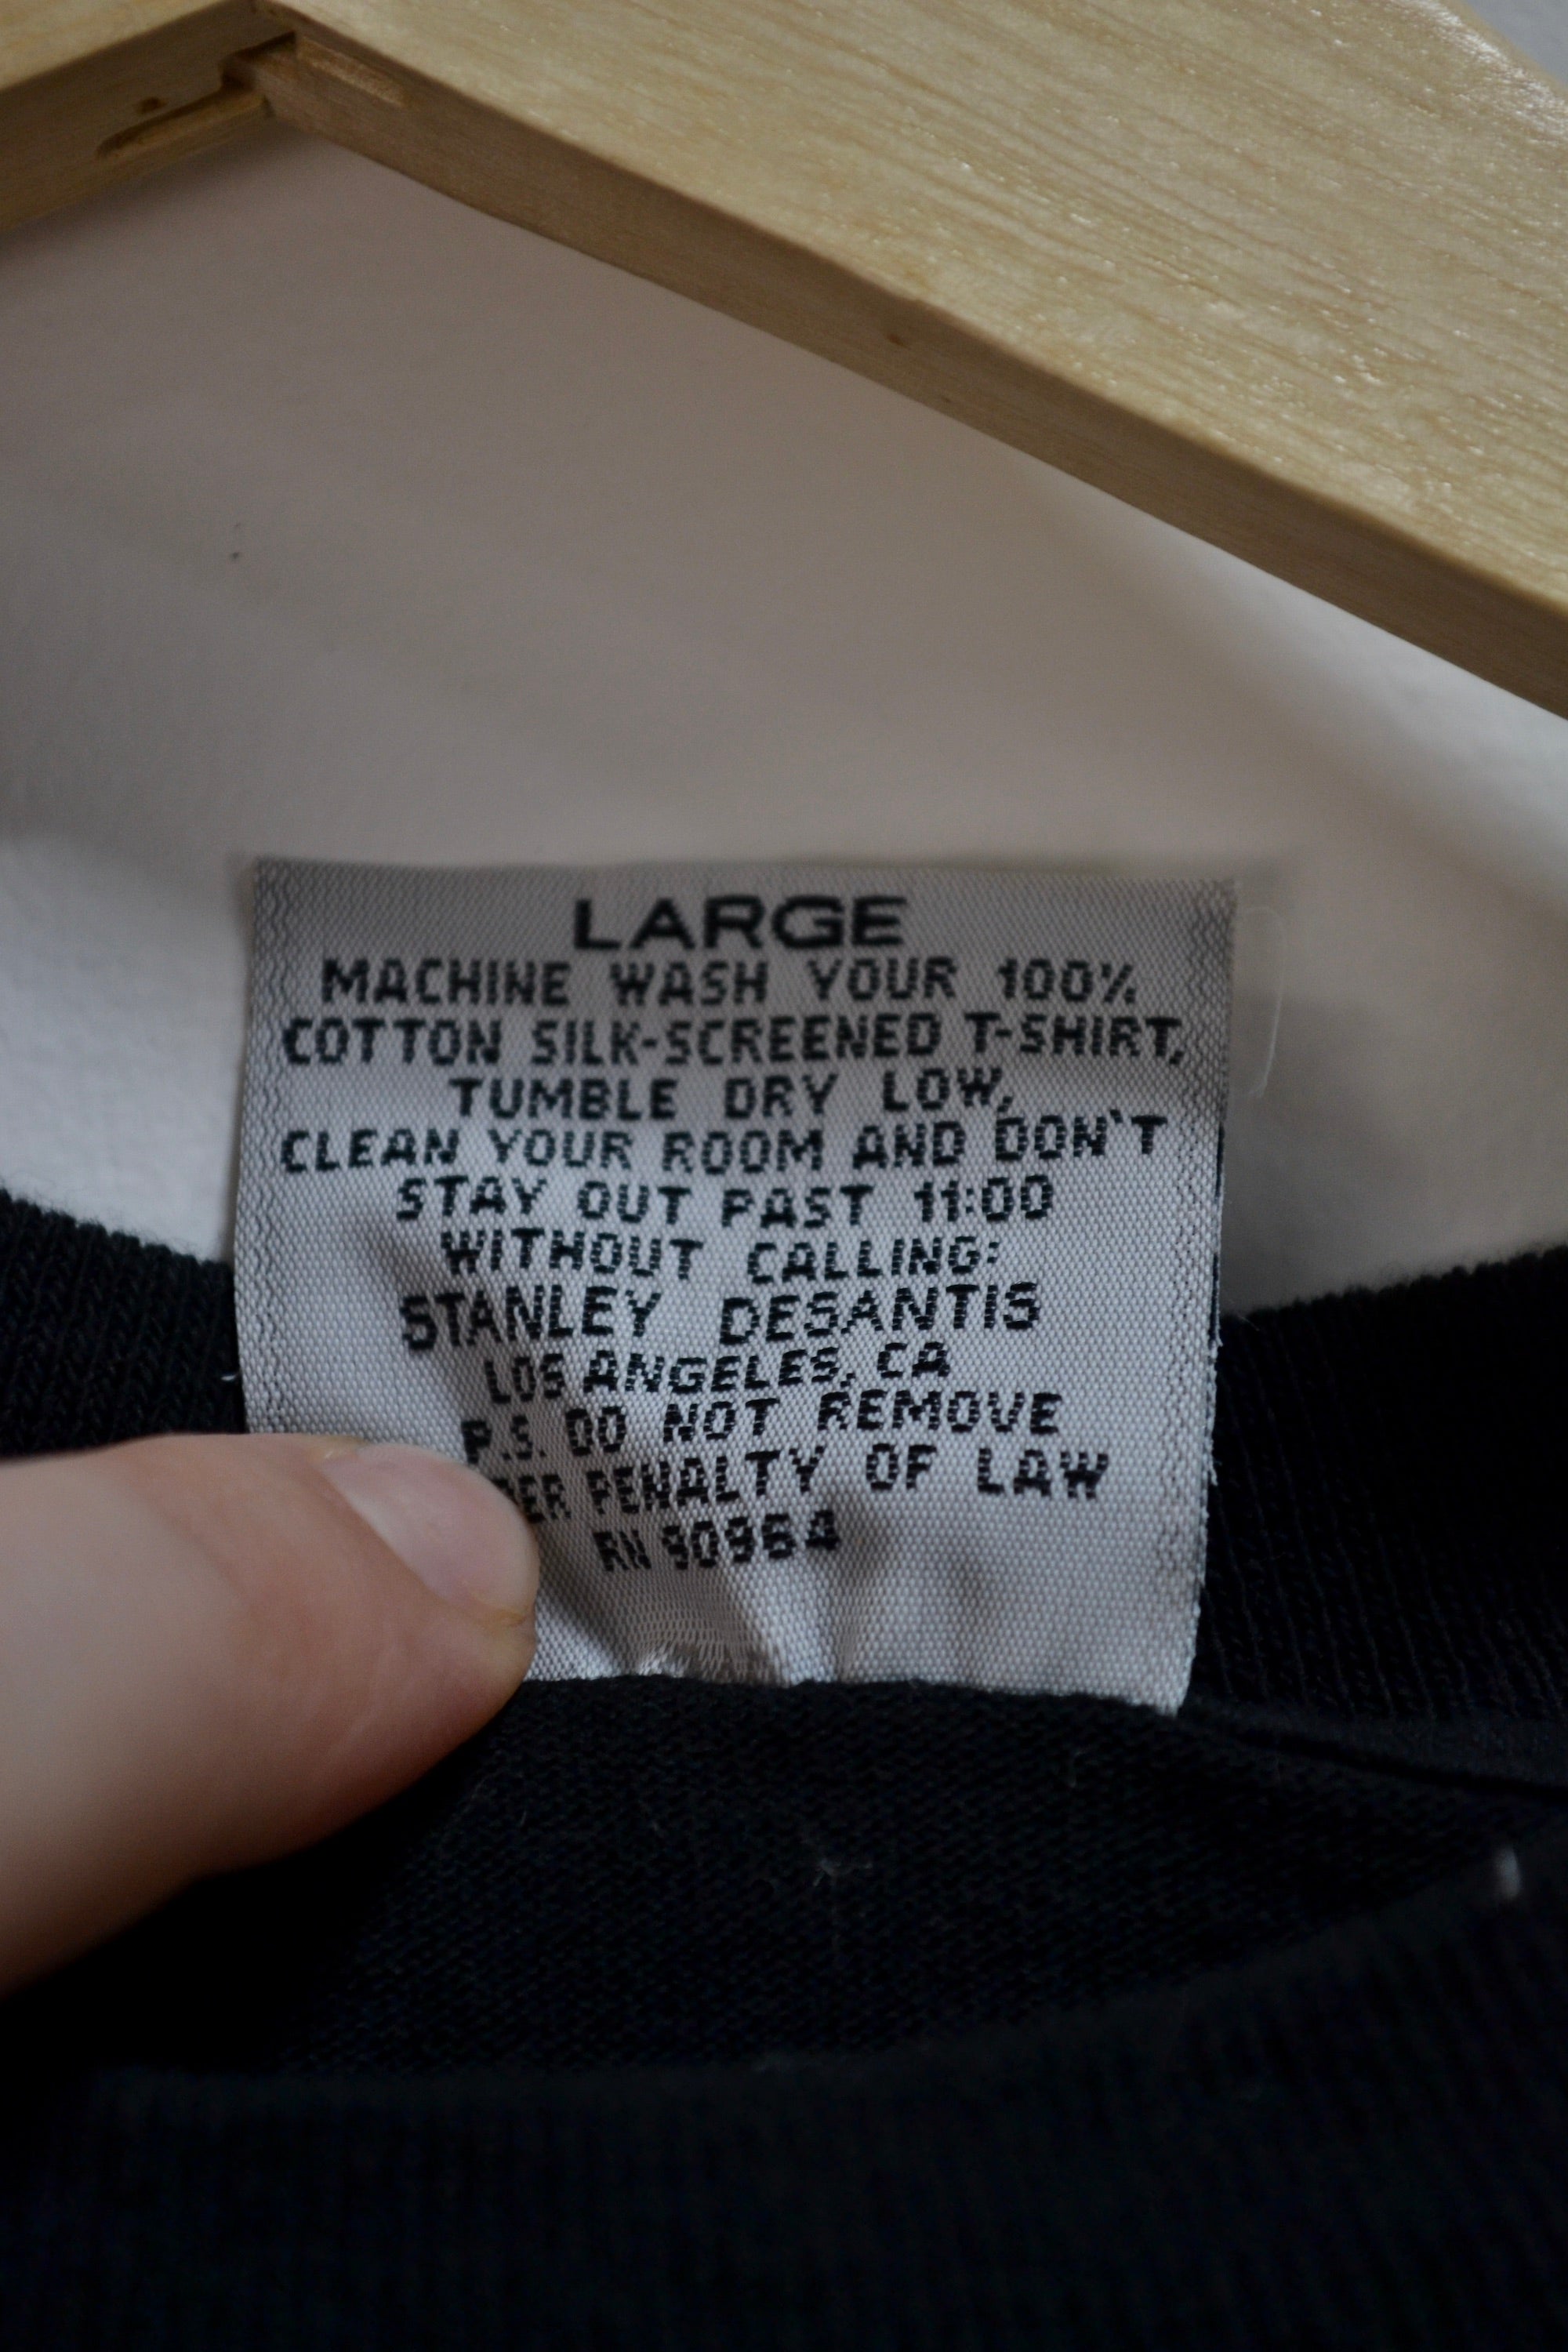 LARGE
MACHINE WASH YOUR 100%
COTTON SILK-SCREENED T-SHIRT,
TUMBLE DRY LOW,
CLEAN YOUR ROOM AND DON'T
STAY OUT PAST 11:00
WITHOUT CALLING:
STANLEY DESANTIS
LOS ANGELES, CA
P.S. DO NOT REMOVE
PENALTY OF LAW
RN 90964